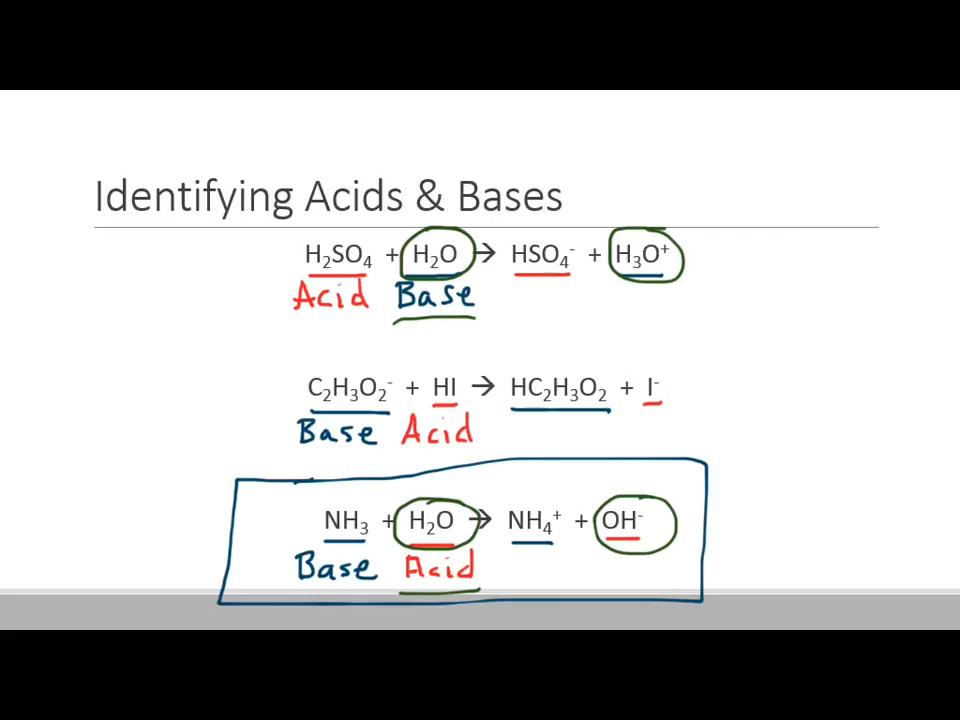 Identifying Acids & Bases
H₂SO₄ + H₂O → HSO₄⁻ + H₃O⁺
Acid Base
C₂H₃O₂⁻ + HI → HC₂H₃O₂ + I⁻
Base Acid
NH₃ + H₂O → NH₄⁺ + OH⁻
Base Acid